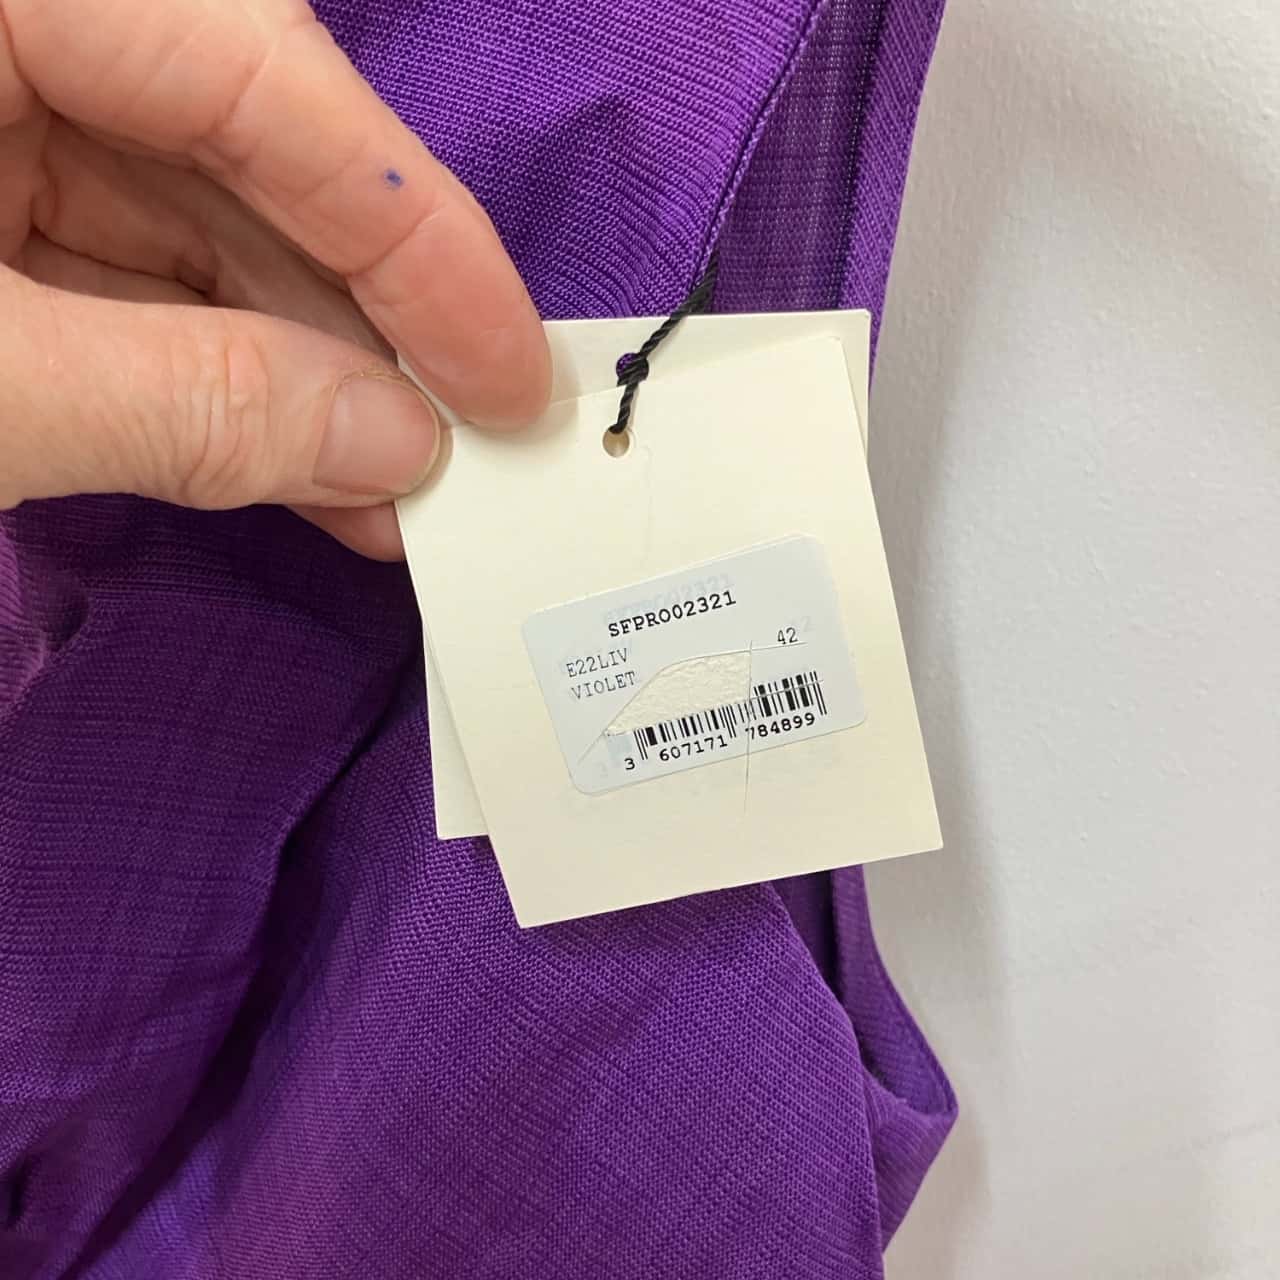 SFPRO02321
E22LIV 42
VIOLET
3 607171 784899